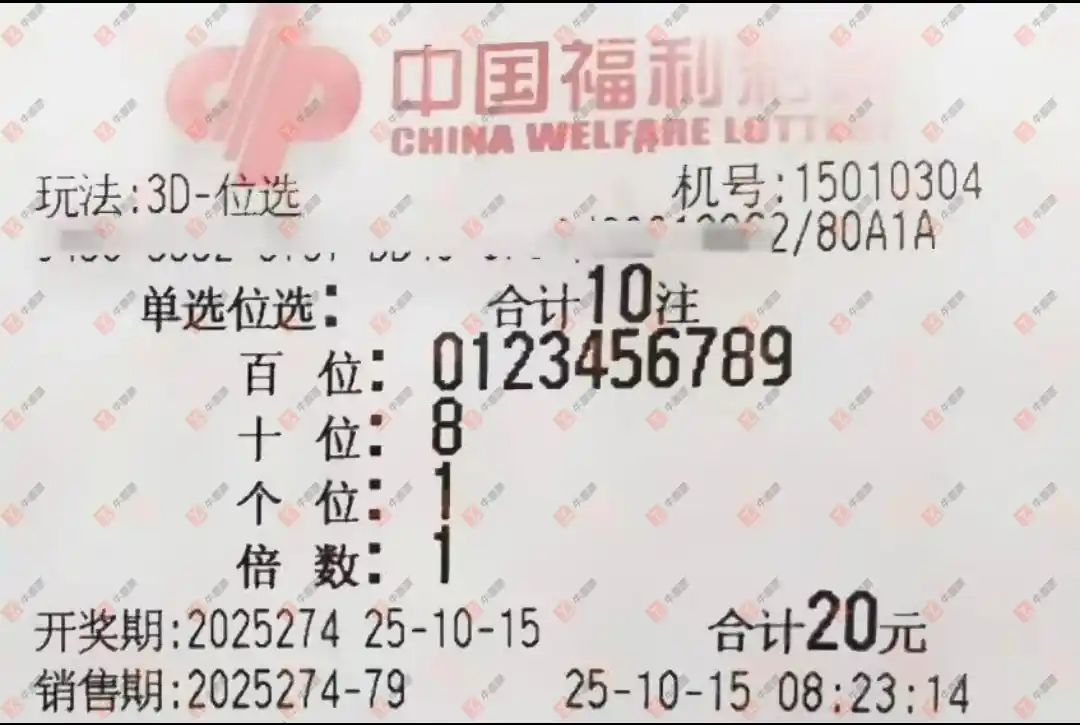 中国福利
CHINA WELFARE LOTT
玩法:3D-位选 机号:15010304
2/80A1A
单选位选: 合计10注
百 位: 0123456789
十 位: 8
个 位: 1
倍 数: 1
开奖期:2025274 25-10-15 合计20元
销售期:2025274-79 25-10-15 08:23:14